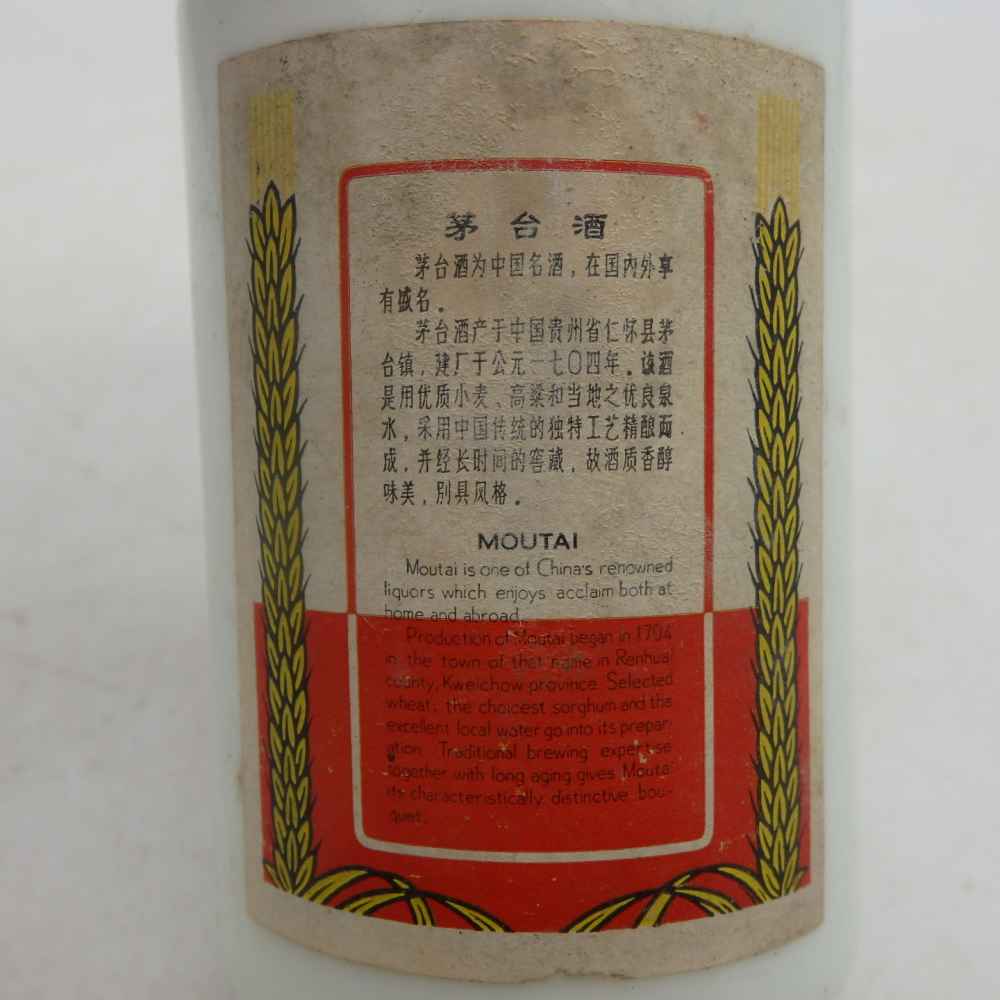 茅台酒
茅台酒为中国名酒，在国内外享
有盛名。
茅台酒产于中国贵州省仁怀县茅
台镇，建厂于公元一七〇四年。该酒
是用优质小麦、高粱和当地之优良泉
水，采用中国传统的独特工艺精酿而
成，并经长时间的窖藏，故酒质香醇
味美，别具风格。
MOUTAI
Moutai is one of China's renowned
liquors which enjoys acclaim both at
home and abroad.
Production of Moutai began in 1704
in the town of that name in Renhuai
county, Kweichow province. Selected
wheat, the choicest sorghum and the
excellent local water go into its prepar-
ation. Traditional brewing expertise
together with long aging gives Moutai
its characteristically distinctive bou-
quet.